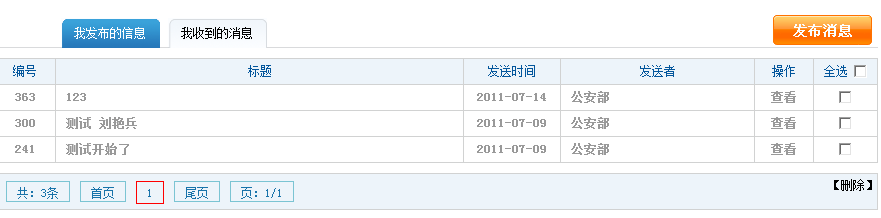 我发布的信息 我收到的消息 发布消息
编号 标题 发送时间 发送者 操作 全选
363 123 2011-07-14 公安部 查看
300 测试 刘艳兵 2011-07-09 公安部 查看
241 测试开始了 2011-07-09 公安部 查看
共: 3条 首页 1 尾页 页: 1/1 【删除】